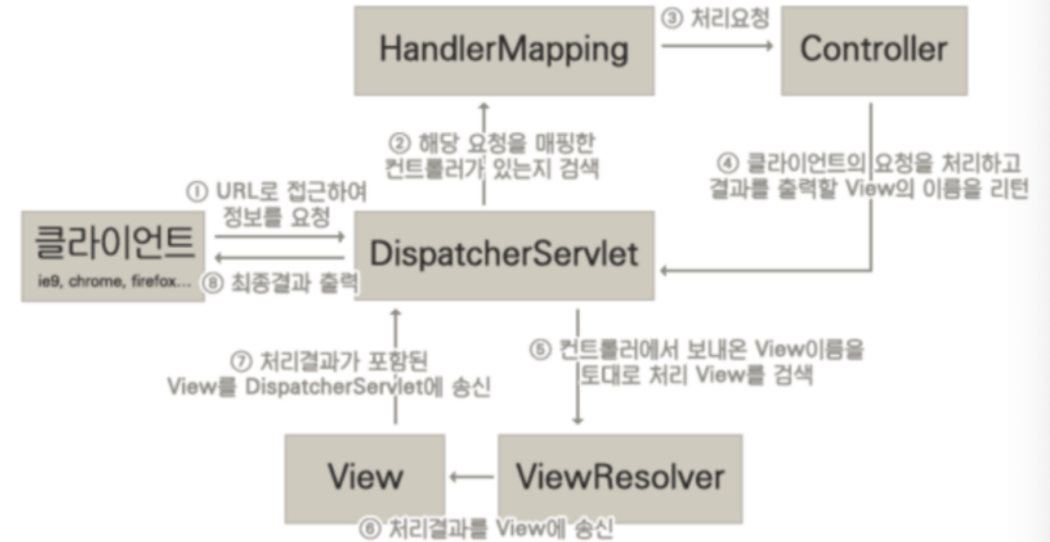 HandlerMapping
③ 처리요청
Controller
② 해당 요청을 매핑한
컨트롤러가 있는지 검색
④ 클라이언트의 요청을 처리하고
결과를 출력할 View의 이름을 리턴
① URL로 접근하여
정보를 요청
클라이언트
ie9, chrome, firefox...
DispatcherServlet
⑧ 최종결과 출력
⑦ 처리결과가 포함된
View를 DispatcherServlet에 송신
⑤ 컨트롤러에서 보내온 View이름을
토대로 처리 View를 검색
View
ViewResolver
⑥ 처리결과를 View에 송신